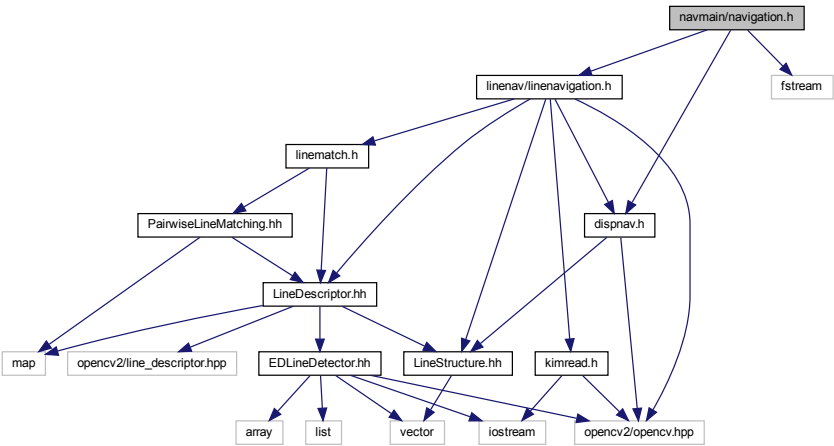 navmain/navigation.h
linenav/linenavigation.h
fstream
linematch.h
PairwiseLineMatching.hh
dispnav.h
LineDescriptor.hh
map
opencv2/line_descriptor.hpp
EDLineDetector.hh
LineStructure.hh
kimread.h
array
list
vector
iostream
opencv2/opencv.hpp